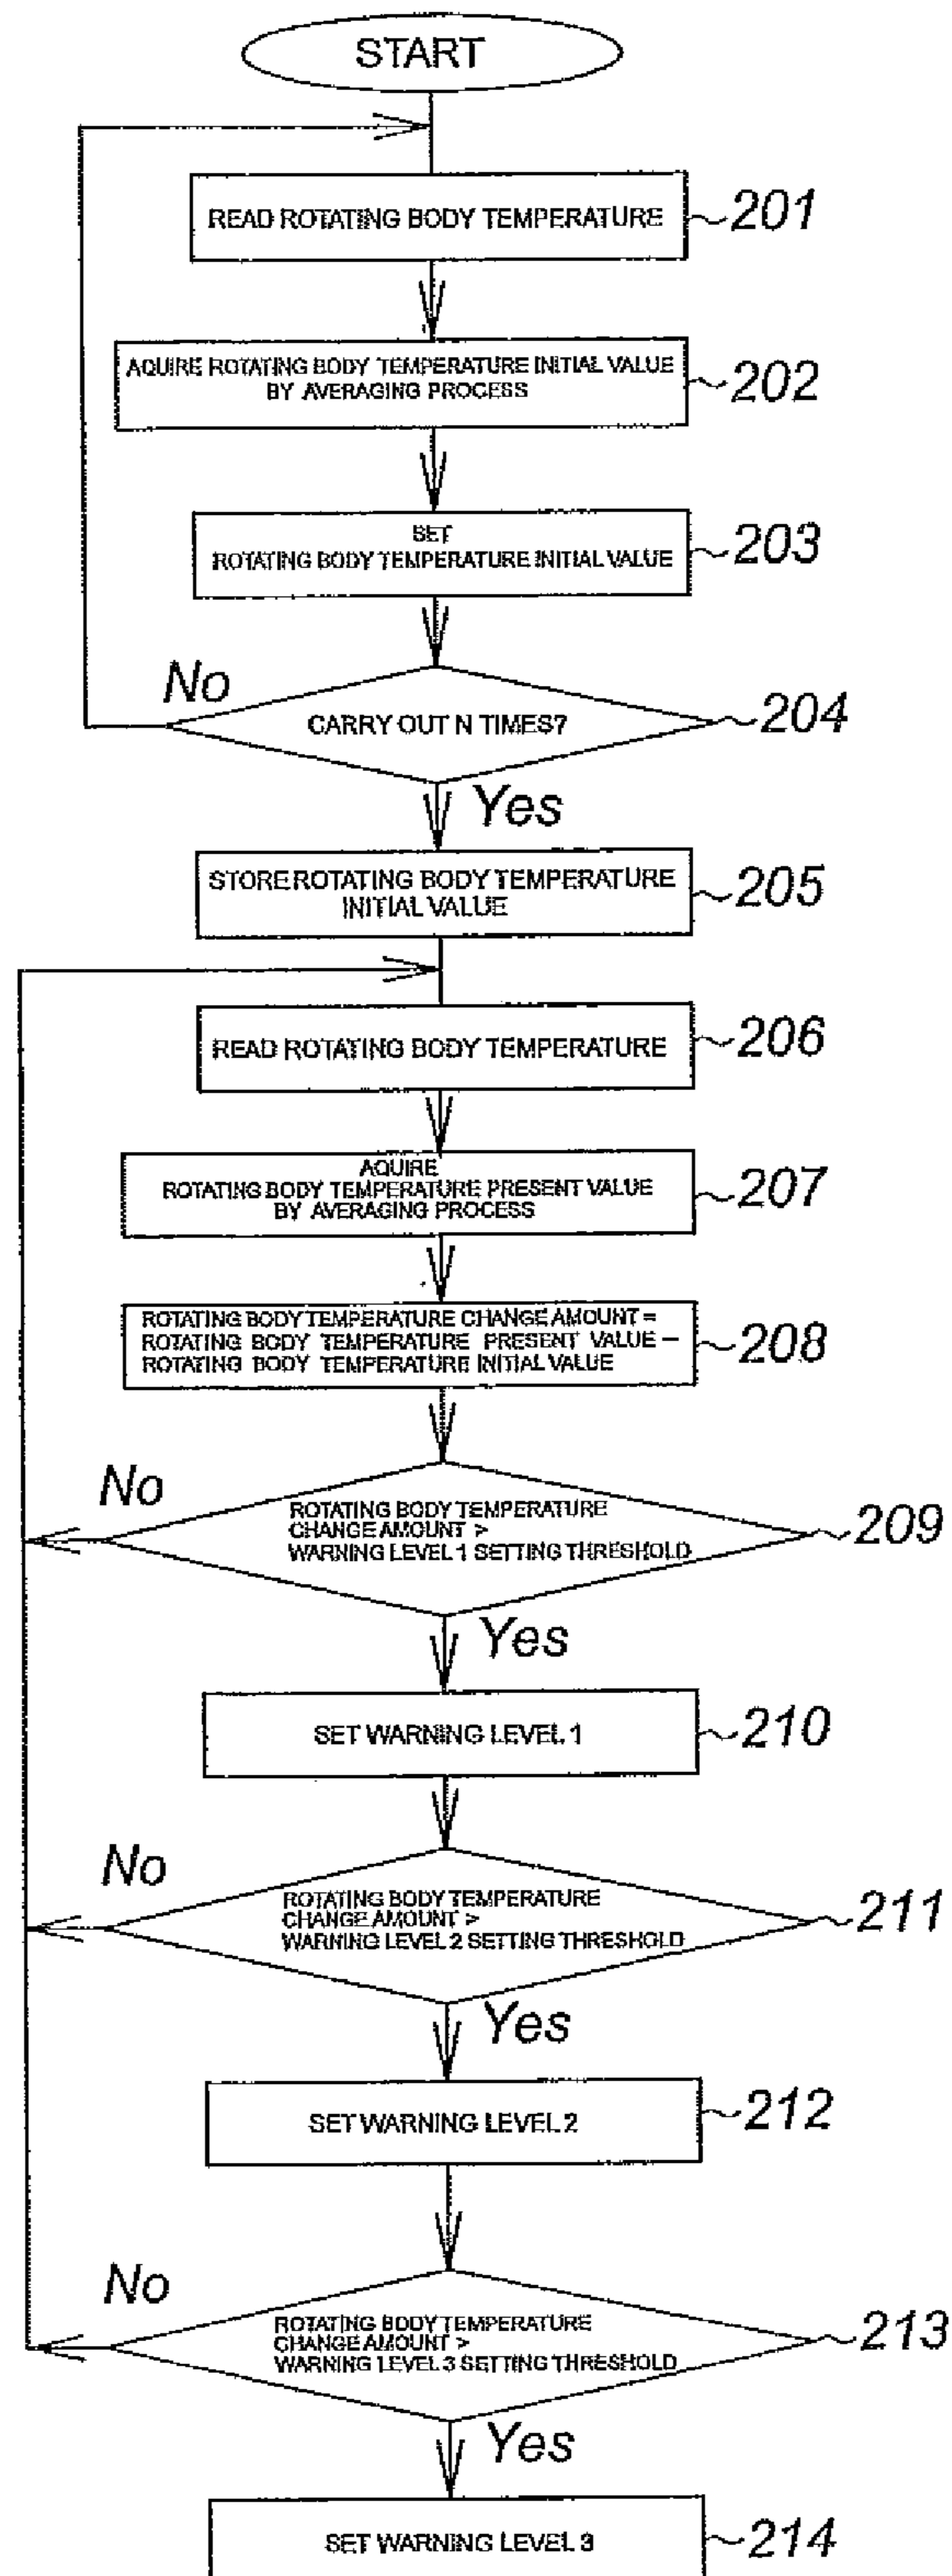 START
READ ROTATING BODY TEMPERATURE
201
AQUIRE ROTATING BODY TEMPERATURE INITIAL VALUE
BY AVERAGING PROCESS
202
SET
ROTATING BODY TEMPERATURE INITIAL VALUE
203
No
CARRY OUT N TIMES?
204
Yes
STORE ROTATING BODY TEMPERATURE
INITIAL VALUE
205
READ ROTATING BODY TEMPERATURE
206
AQUIRE
ROTATING BODY TEMPERATURE PRESENT VALUE
BY AVERAGING PROCESS
207
ROTATING BODY TEMPERATURE CHANGE AMOUNT =
ROTATING BODY TEMPERATURE PRESENT VALUE −
ROTATING BODY TEMPERATURE INITIAL VALUE
208
No
ROTATING BODY TEMPERATURE
CHANGE AMOUNT >
WARNING LEVEL 1 SETTING THRESHOLD
209
Yes
SET WARNING LEVEL 1
210
No
ROTATING BODY TEMPERATURE
CHANGE AMOUNT >
WARNING LEVEL 2 SETTING THRESHOLD
211
Yes
SET WARNING LEVEL 2
212
No
ROTATING BODY TEMPERATURE
CHANGE AMOUNT >
WARNING LEVEL 3 SETTING THRESHOLD
213
Yes
SET WARNING LEVEL 3
214